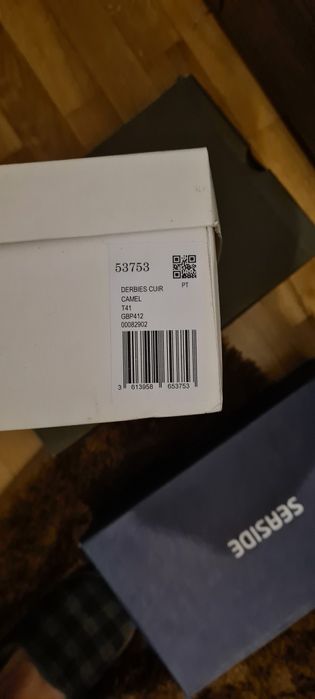 53753
PT
DERBIES CUIR
CAMEL
T41
GBP412
00082902
3 613958 653753
SEASIDE